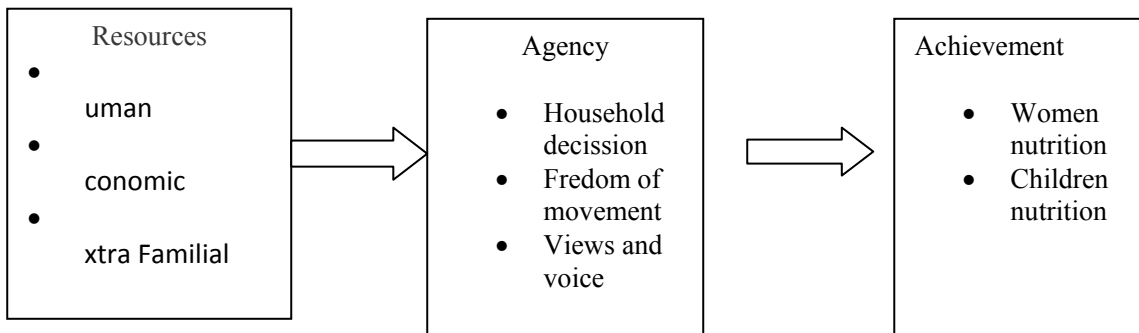 Resources
•
uman
•
conomic
•
xtra Familial
Agency
• Household
decission
• Fredom of
movement
• Views and
voice
Achievement
• Women
nutrition
• Children
nutrition